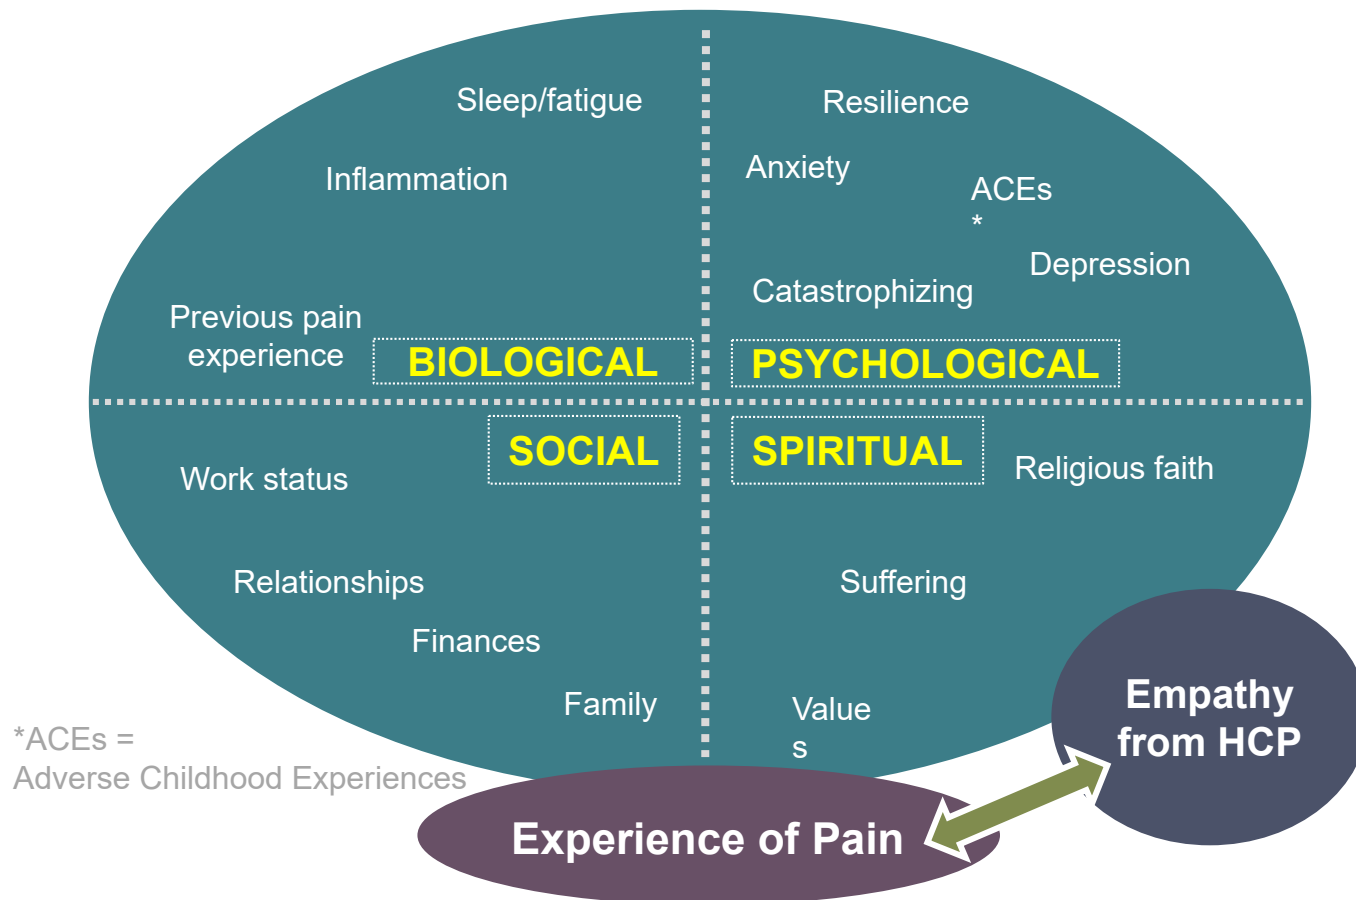 Sleep/fatigue
Inflammation
Previous pain
experience
BIOLOGICAL
Resilience
Anxiety
ACEs
*
Depression
Catastrophizing
PSYCHOLOGICAL
SOCIAL
Work status
Relationships
Finances
Family
SPIRITUAL
Religious faith
Suffering
Value
s
Empathy
from HCP
*ACEs =
Adverse Childhood Experiences
Experience of Pain